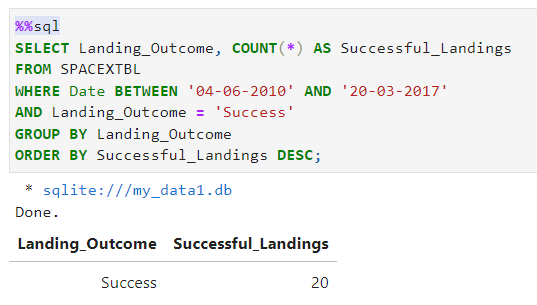 %%sql
SELECT Landing_Outcome, COUNT(*) AS Successful_Landings
FROM SPACEXTBL
WHERE Date BETWEEN '04-06-2010' AND '20-03-2017'
AND Landing_Outcome = 'Success'
GROUP BY Landing_Outcome
ORDER BY Successful_Landings DESC;
* sqlite:///my_data1.db
Done.
Landing_Outcome Successful_Landings
Success 20